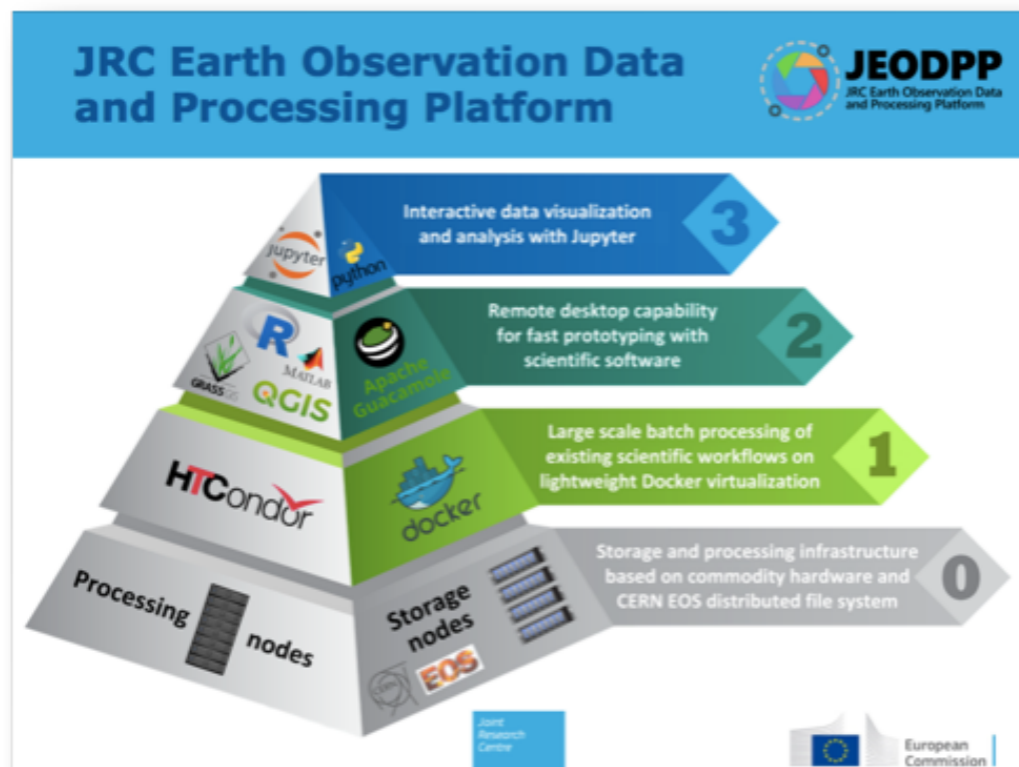 JRC Earth Observation Data
and Processing Platform
JEODPP
JRC Earth Observation Data
and Processing Platform
Interactive data visualization
and analysis with Jupyter
3
jupyter
python
Remote desktop capability
for fast prototyping with
scientific software
2
R
MATLAB
GRASS GIS
QGIS
Apache
Guacamole
Large scale batch processing of
existing scientific workflows on
lightweight Docker virtualization
1
HTCondor
docker
Storage and processing infrastructure
based on commodity hardware and
CERN EOS distributed file system
0
Processing
nodes
Storage
nodes
CERN
EOS
Joint
Research
Centre
European
Commission